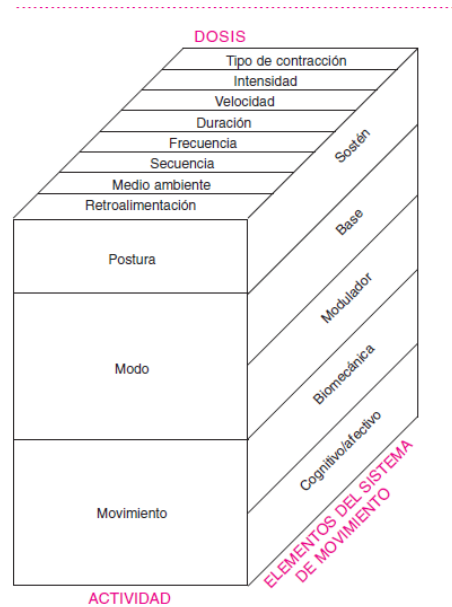 DOSIS
Tipo de contracción
Intensidad
Velocidad
Duración
Frecuencia
Secuencia
Medio ambiente
Retroalimentación
Postura
Modo
Movimiento
Sostén
Base
Modulador
Biomecánica
Cognitivo/afectivo
ELEMENTOS DEL SISTEMA
DE MOVIMIENTO
ACTIVIDAD